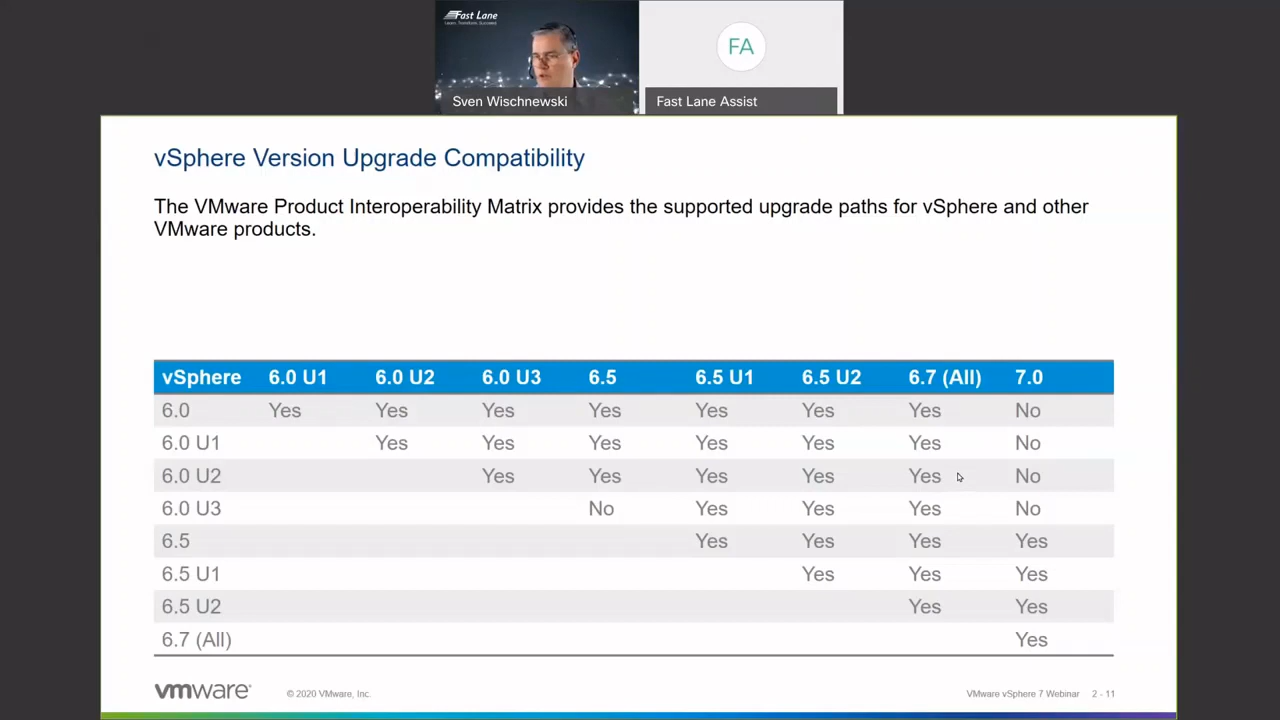 Fast Lane
FA
Sven Wischnewski
Fast Lane Assist
vSphere Version Upgrade Compatibility
The VMware Product Interoperability Matrix provides the supported upgrade paths for vSphere and other
VMware products.
vSphere 6.0 U1 6.0 U2 6.0 U3 6.5 6.5 U1 6.5 U2 6.7 (All) 7.0
6.0 Yes Yes Yes Yes Yes Yes Yes No
6.0 U1 Yes Yes Yes Yes Yes Yes No
6.0 U2 Yes Yes Yes Yes Yes No
6.0 U3 No Yes Yes Yes No
6.5 Yes Yes Yes Yes
6.5 U1 Yes Yes Yes
6.5 U2 Yes Yes
6.7 (All) Yes
vmware © 2020 VMware, Inc. VMware vSphere 7 Webinar 2 - 11